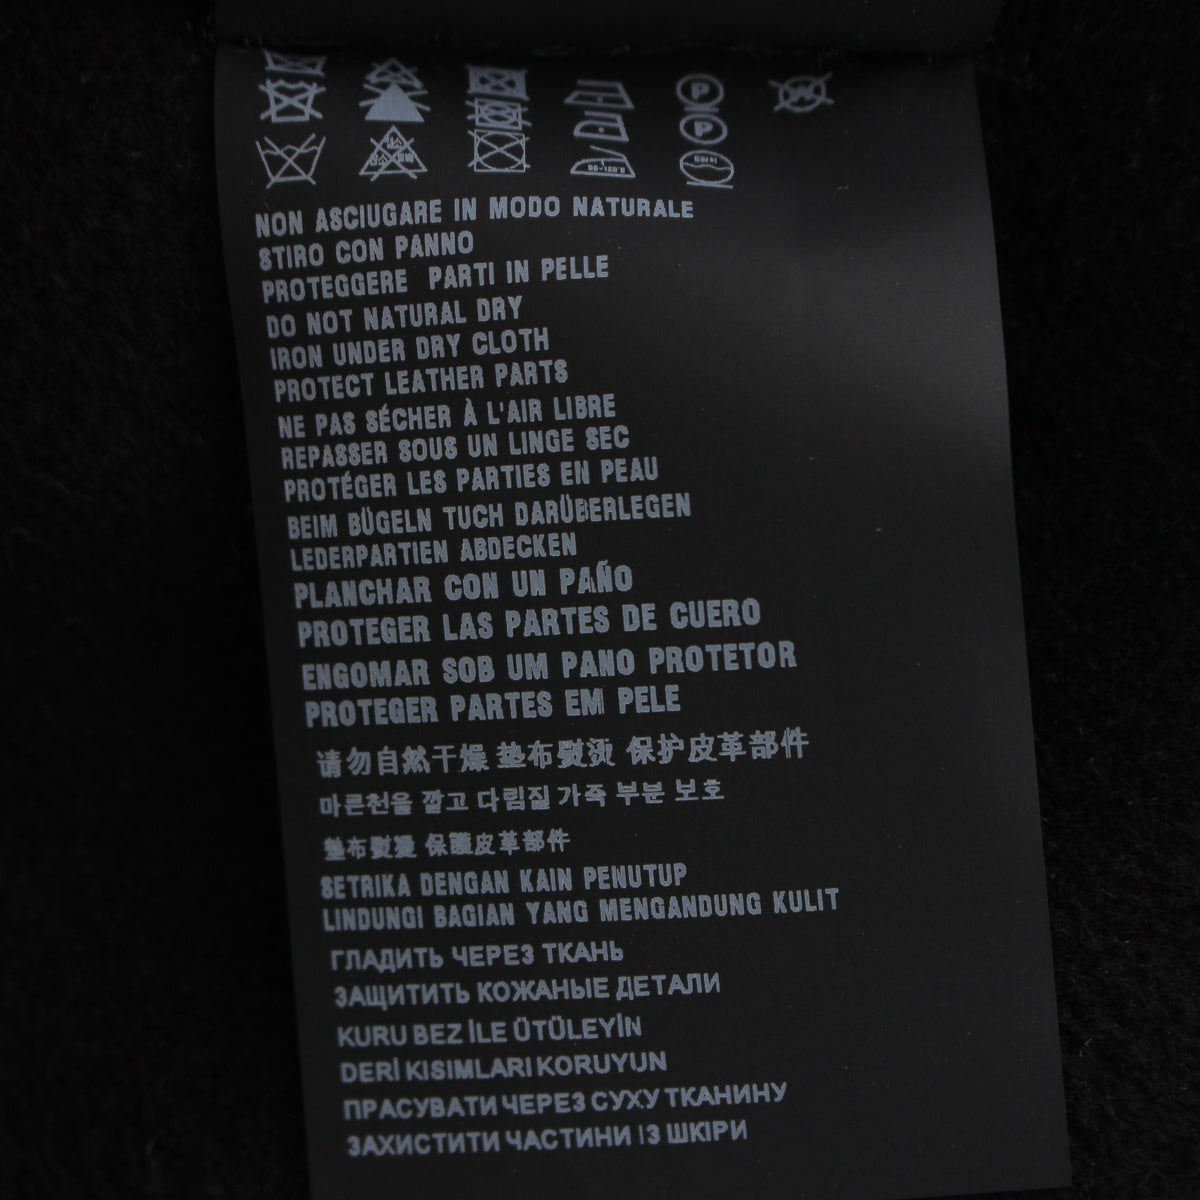 P
W
P
NON ASCIUGARE IN MODO NATURALE
STIRO CON PANNO
PROTEGGERE PARTI IN PELLE
DO NOT NATURAL DRY
IRON UNDER DRY CLOTH
PROTECT LEATHER PARTS
NE PAS SÉCHER À L'AIR LIBRE
REPASSER SOUS UN LINGE SEC
PROTÉGER LES PARTIES EN PEAU
BEIM BÜGELN TUCH DARÜBERLEGEN
LEDERPARTIEN ABDECKEN
PLANCHAR CON UN PAÑO
PROTEGER LAS PARTES DE CUERO
ENGOMAR SOB UM PANO PROTETOR
PROTEGER PARTES EM PELE
请勿自然干燥 垫布熨烫 保护皮革部件
마른천을 깔고 다림질 가죽 부분 보호
墊布熨燙 保護皮革部件
SETRIKA DENGAN KAIN PENUTUP
LINDUNGI BAGIAN YANG MENGANDUNG KULIT
ГЛАДИТЬ ЧЕРЕЗ ТКАНЬ
ЗАЩИТИТЬ КОЖАНЫЕ ДЕТАЛИ
KURU BEZ İLE ÜTÜLEYİN
DERİ KISIMLARI KORUYUN
ПРАСУВАТИ ЧЕРЕЗ СУХУ ТКАНИНУ
ЗАХИСТИТИ ЧАСТИНИ ІЗ ШКІРИ